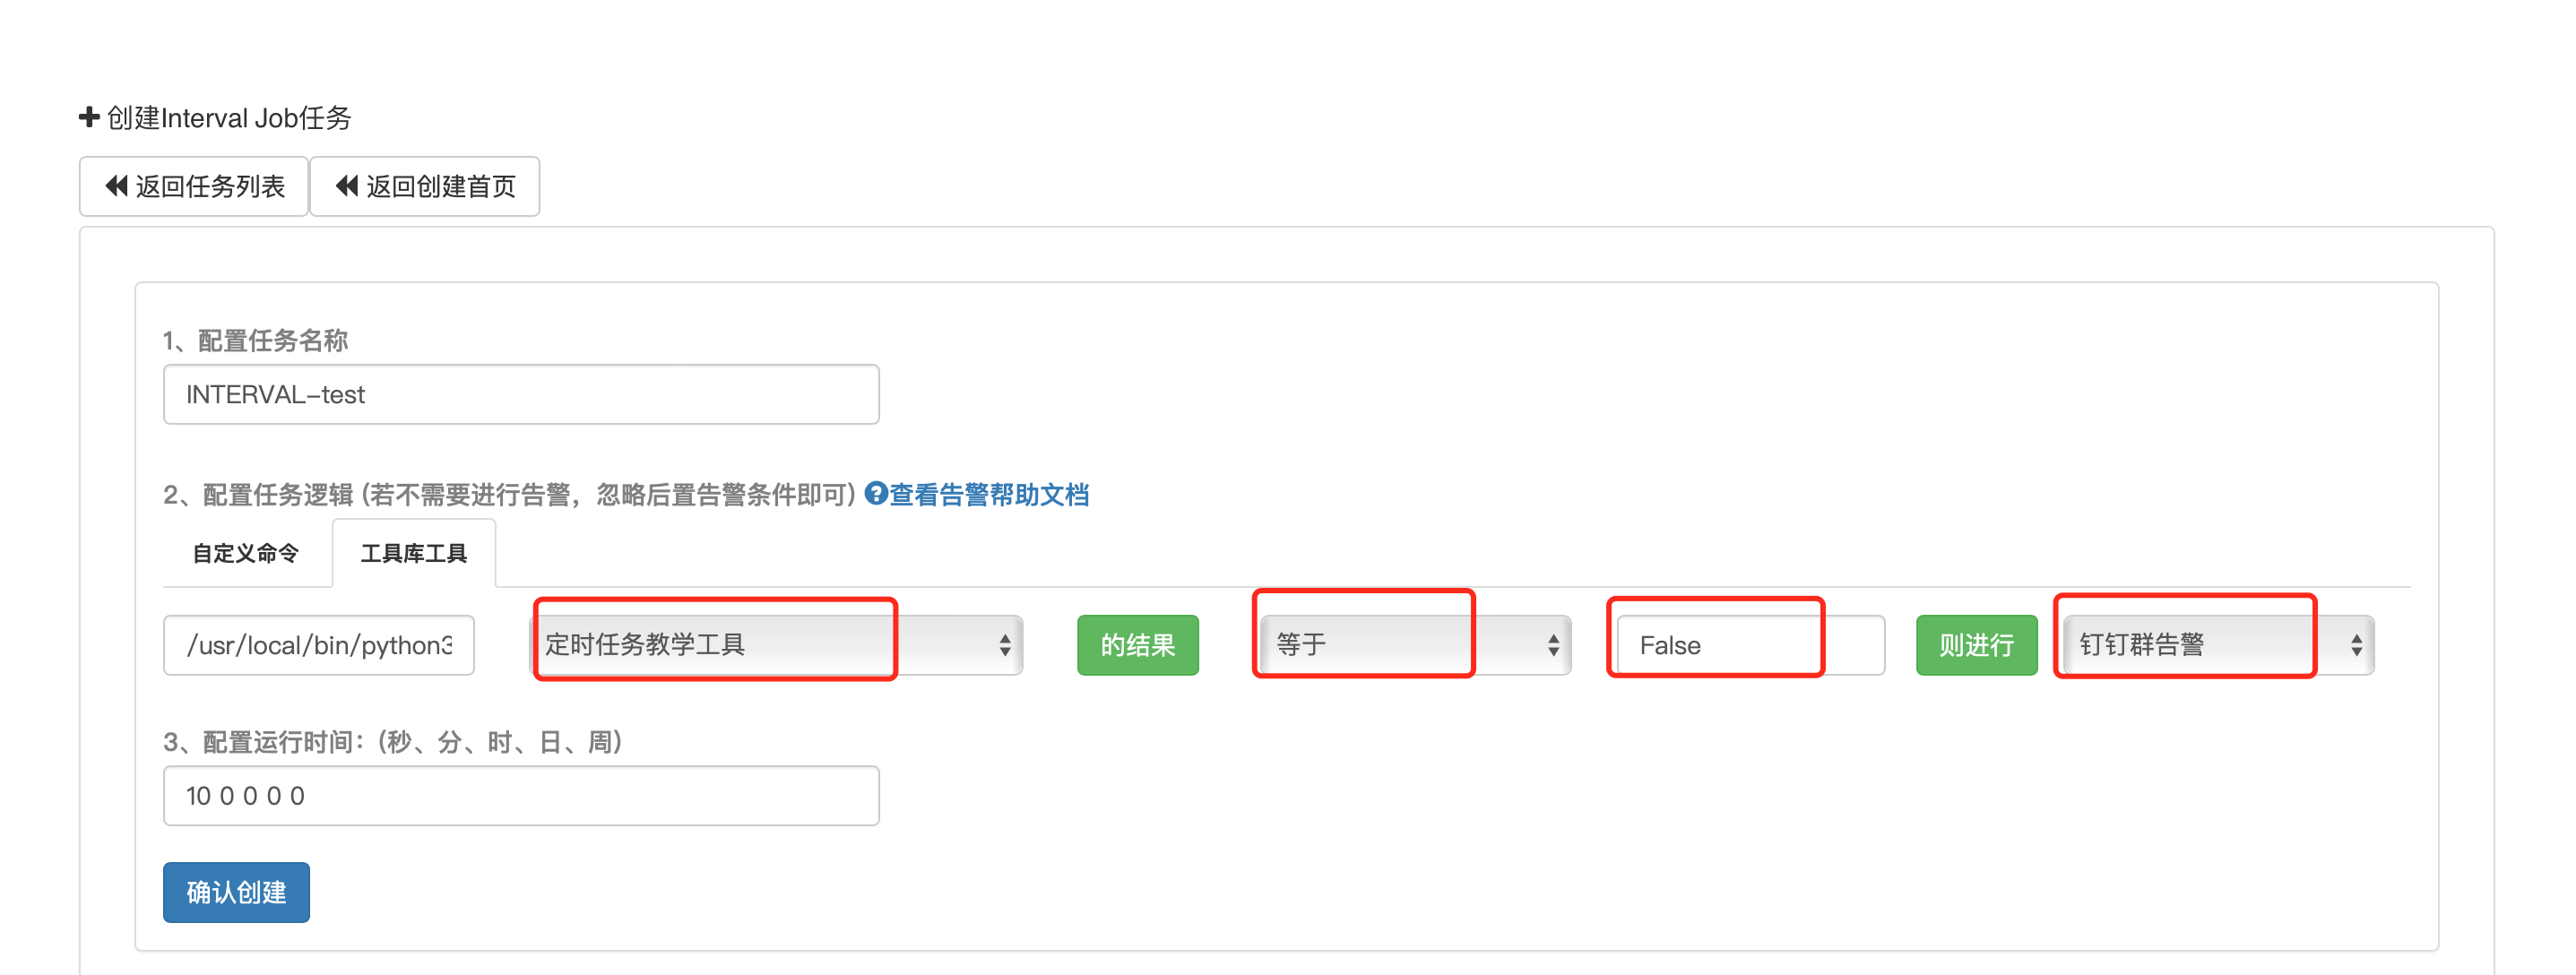 创建Interval Job任务
返回任务列表 返回创建首页
1、配置任务名称
INTERVAL-test
2、配置任务逻辑 (若不需要进行告警，忽略后置告警条件即可) 查看告警帮助文档
自定义命令 工具库工具
/usr/local/bin/python3 定时任务教学工具 的结果 等于 False 则进行 钉钉群告警
3、配置运行时间：(秒、分、时、日、周)
10 0 0 0 0
确认创建